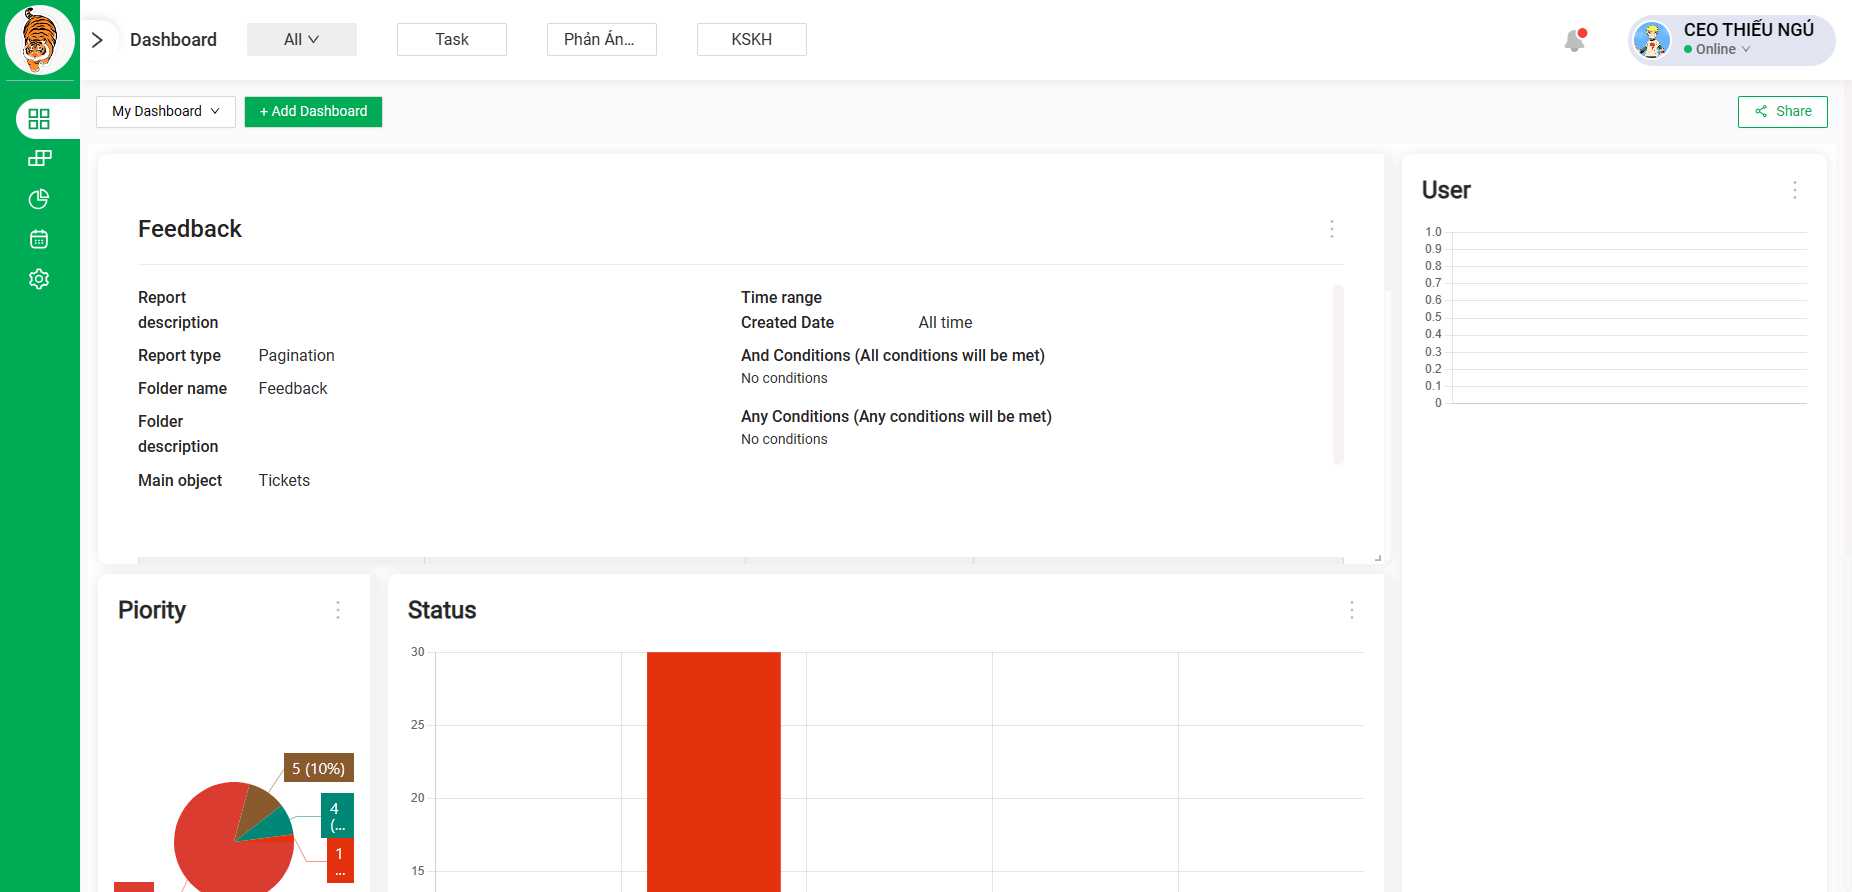 Dashboard
All
Task
Phản Án...
KSKH
CEO THIẾU NGỦ
Online
My Dashboard
+ Add Dashboard
Share
Feedback
Report description
Report type Pagination
Folder name Feedback
Folder description
Main object Tickets
Time range
Created Date All time
And Conditions (All conditions will be met)
No conditions
Any Conditions (Any conditions will be met)
No conditions
User
1.0
0.9
0.8
0.7
0.6
0.5
0.4
0.3
0.2
0.1
0
Piority
5 (10%)
4
(...
1
...
Status
30
25
20
15